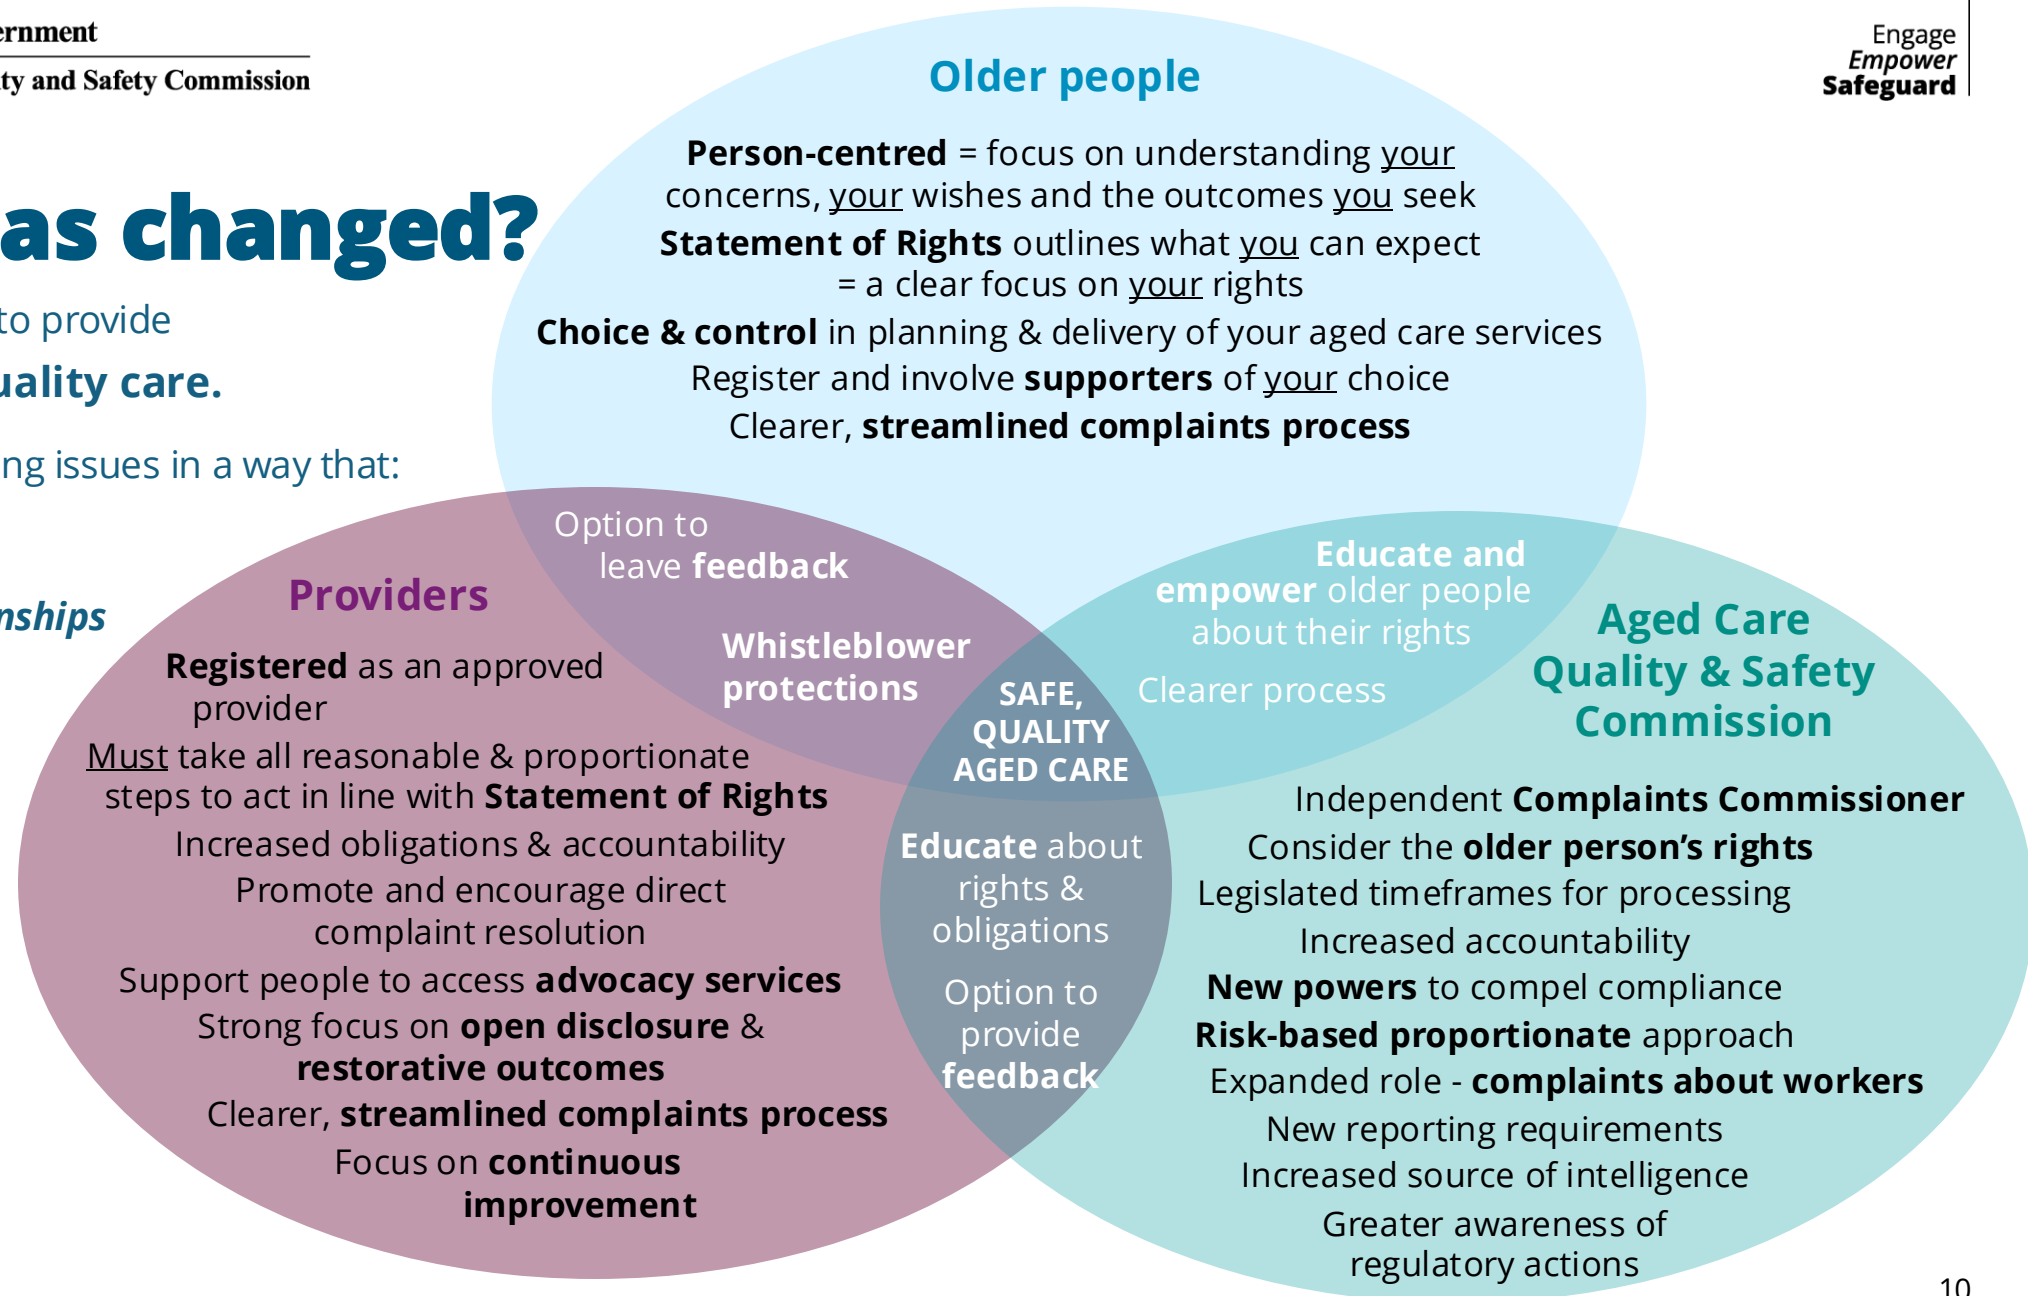 ernment
ty and Safety Commission
Engage
Empower
Safeguard
as changed?
to provide
uality care.
ng issues in a way that:
nships
Older people
Person-centred = focus on understanding your
concerns, your wishes and the outcomes you seek
Statement of Rights outlines what you can expect
= a clear focus on your rights
Choice & control in planning & delivery of your aged care services
Register and involve supporters of your choice
Clearer, streamlined complaints process
Option to
leave feedback
Whistleblower
protections
Educate and
empower older people
about their rights
Clearer process
SAFE,
QUALITY
AGED CARE
Providers
Registered as an approved
provider
Must take all reasonable & proportionate
steps to act in line with Statement of Rights
Increased obligations & accountability
Promote and encourage direct
complaint resolution
Support people to access advocacy services
Strong focus on open disclosure &
restorative outcomes
Clearer, streamlined complaints process
Focus on continuous
improvement
Educate about
rights &
obligations
Option to
provide
feedback
Aged Care
Quality & Safety
Commission
Independent Complaints Commissioner
Consider the older person’s rights
Legislated timeframes for processing
Increased accountability
New powers to compel compliance
Risk-based proportionate approach
Expanded role - complaints about workers
New reporting requirements
Increased source of intelligence
Greater awareness of
regulatory actions
10